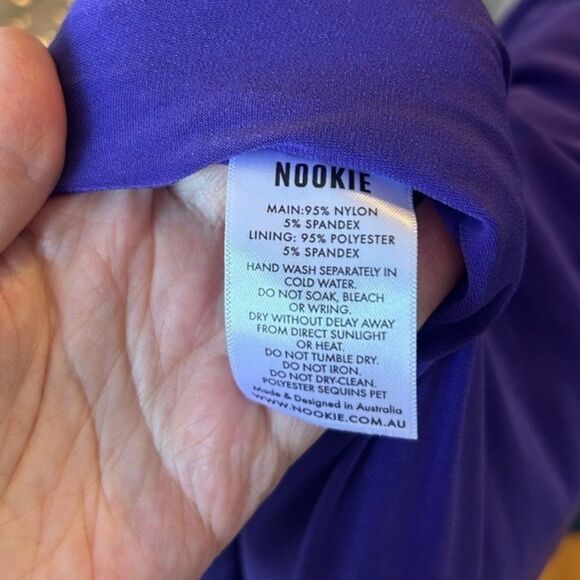 NOOKIE
MAIN:95% NYLON
5% SPANDEX
LINING: 95% POLYESTER
5% SPANDEX
HAND WASH SEPARATELY IN
COLD WATER.
DO NOT SOAK, BLEACH
OR WRING.
DRY WITHOUT DELAY AWAY
FROM DIRECT SUNLIGHT
OR HEAT.
DO NOT TUMBLE DRY.
DO NOT IRON.
DO NOT DRY-CLEAN.
POLYESTER SEQUINS PET
Made & Designed in Australia
WWW.NOOKIE.COM.AU